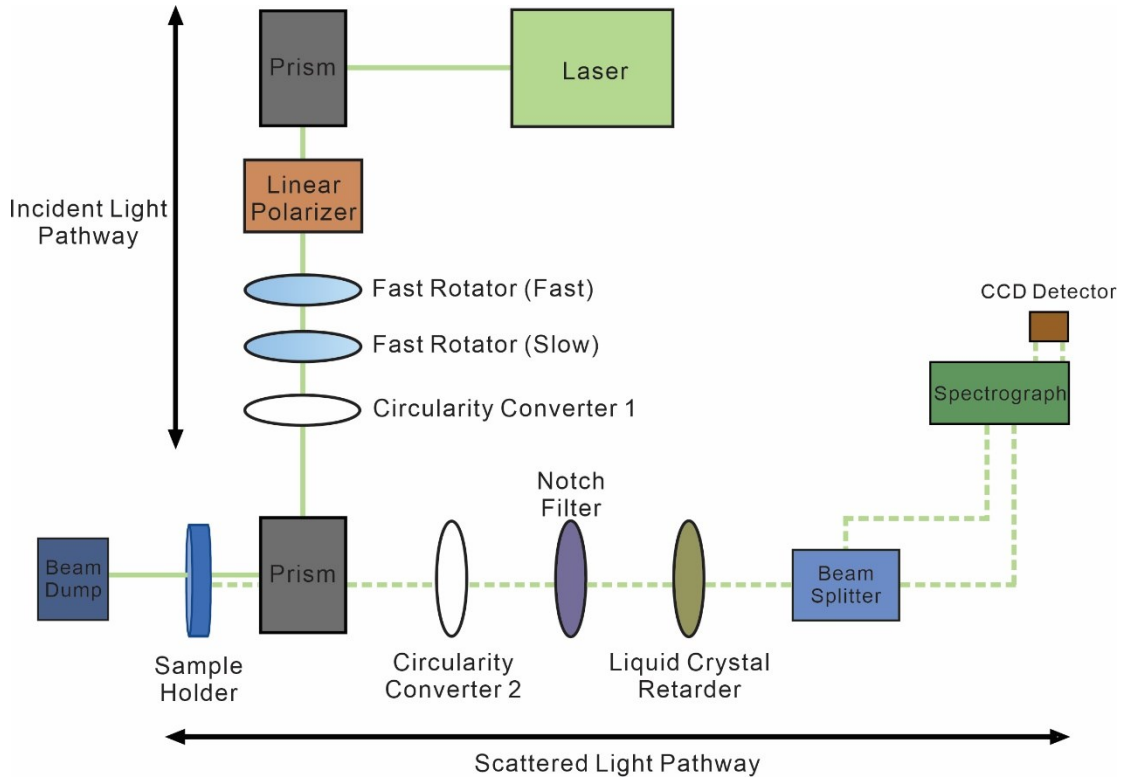 Prism
Laser
Linear
Polarizer
Incident Light
Pathway
Fast Rotator (Fast)
Fast Rotator (Slow)
Circularity Converter 1
CCD Detector
Spectrograph
Notch
Filter
Beam
Dump
Prism
Beam
Splitter
Sample
Holder
Circularity
Converter 2
Liquid Crystal
Retarder
Scattered Light Pathway